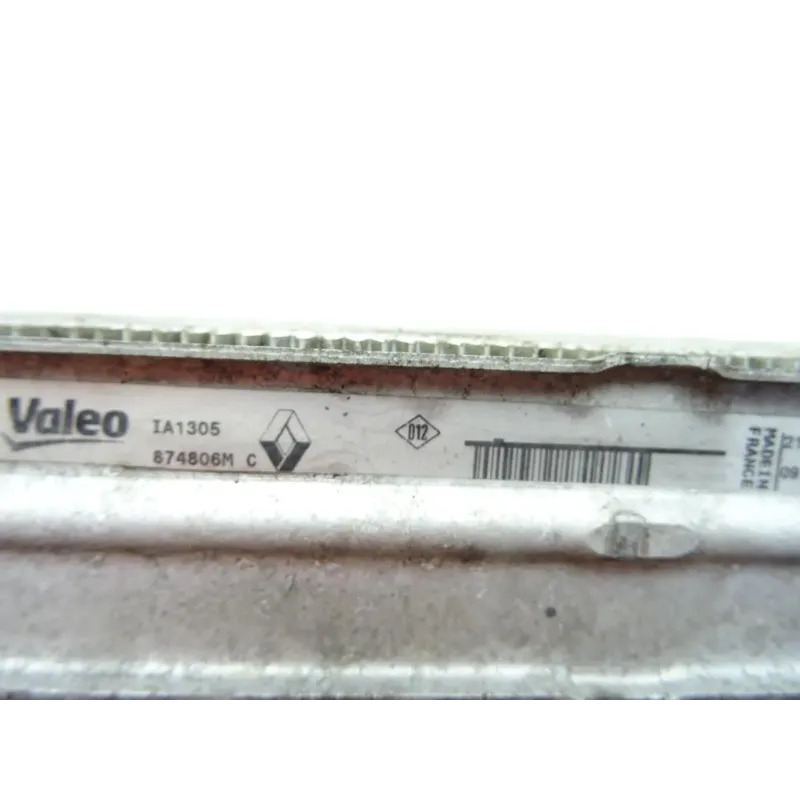 Valeo
IA1305
874806M C
D12
MADE IN
FRANCE